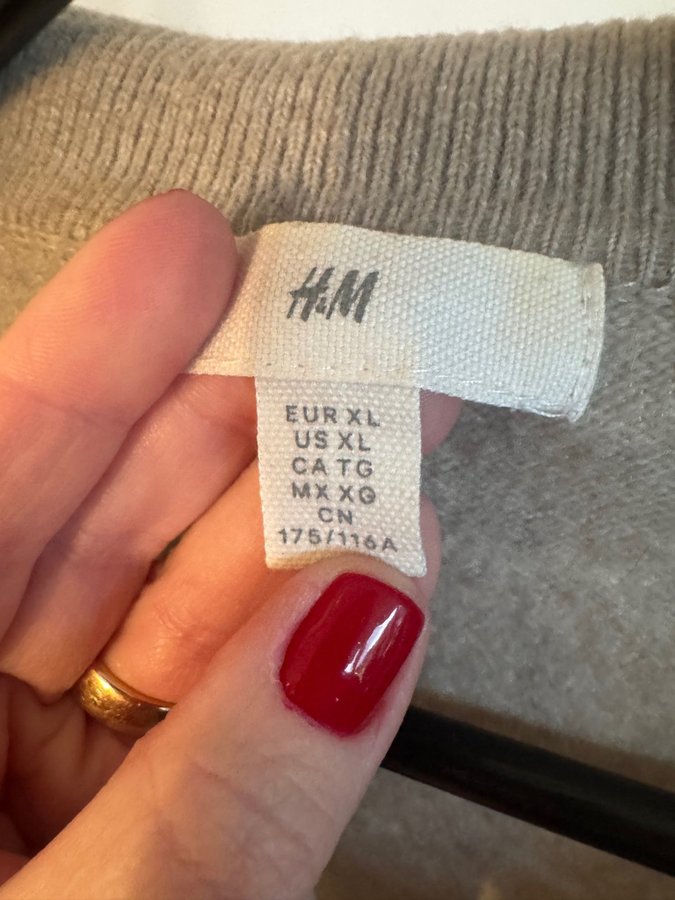 H&M
EUR XL
US XL
CA TG
MX XG
CN
175/116A